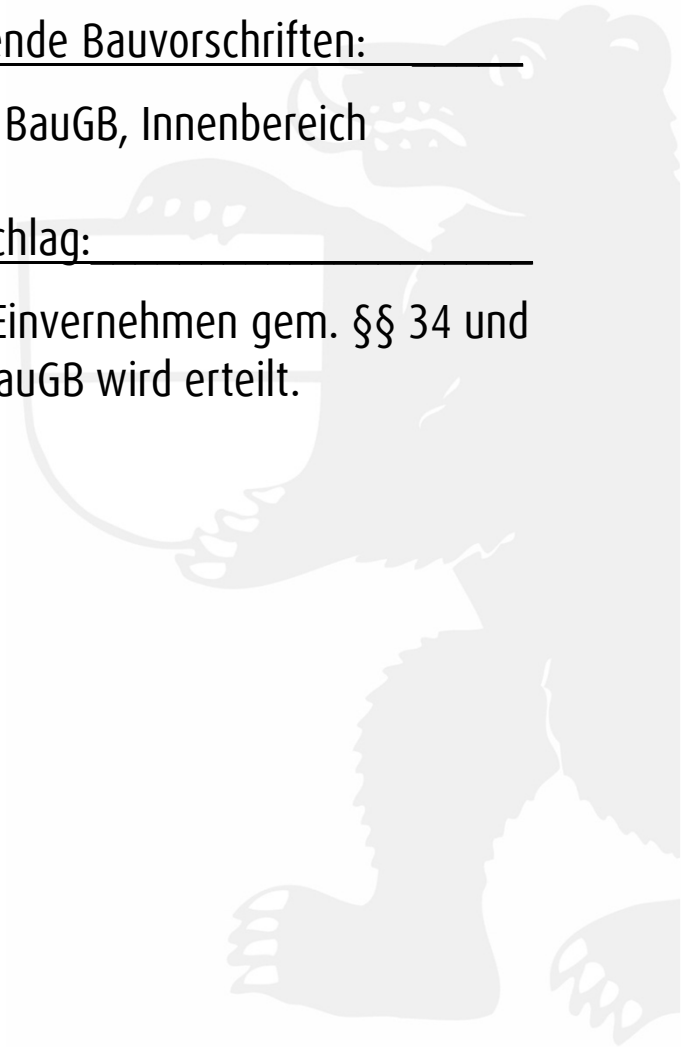 ende Bauvorschriften:
BauGB, Innenbereich
chlag:
Einvernehmen gem. §§ 34 und
auGB wird erteilt.